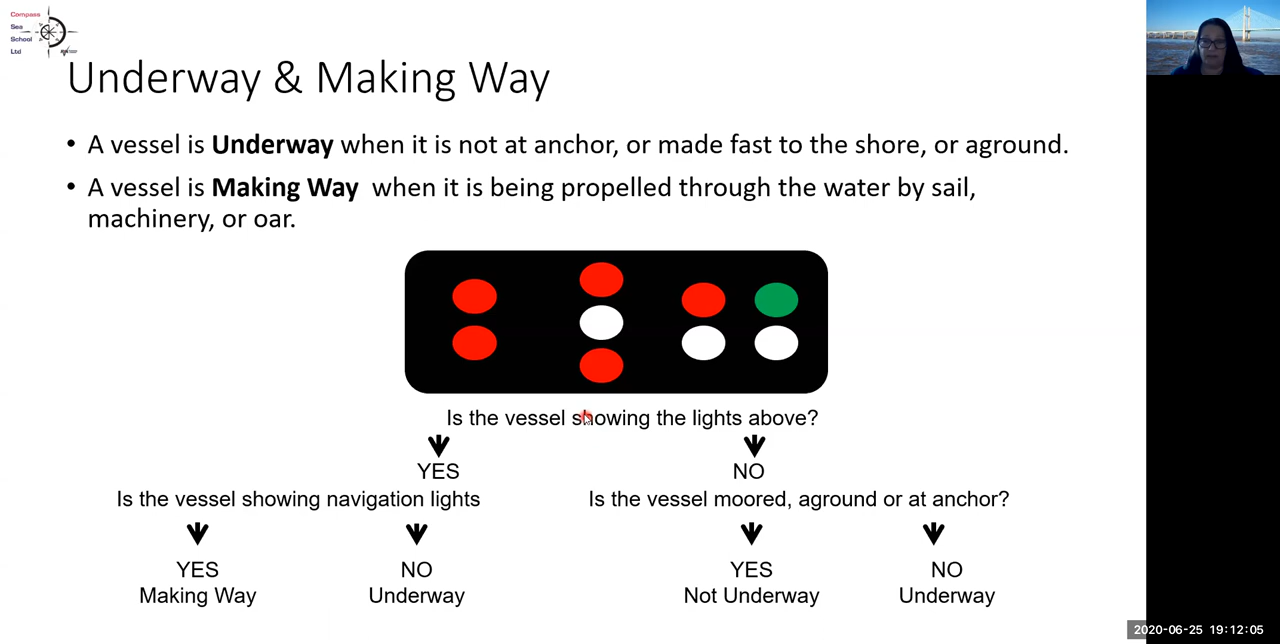 Compass
Sea
School
Ltd
Underway & Making Way
• A vessel is Underway when it is not at anchor, or made fast to the shore, or aground.
• A vessel is Making Way when it is being propelled through the water by sail,
machinery, or oar.
Is the vessel showing the lights above?
YES
NO
Is the vessel showing navigation lights
Is the vessel moored, aground or at anchor?
YES
NO
YES
NO
Making Way
Underway
Not Underway
Underway
2020-06-25 19:12:05